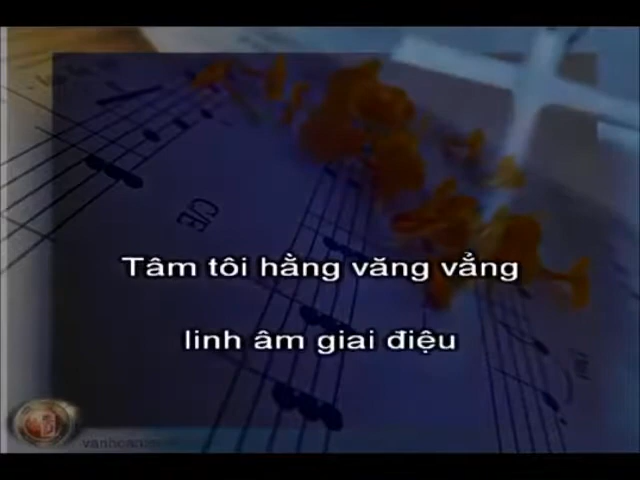 Tâm tôi hằng văng vẳng
linh âm giai điệu
C/E